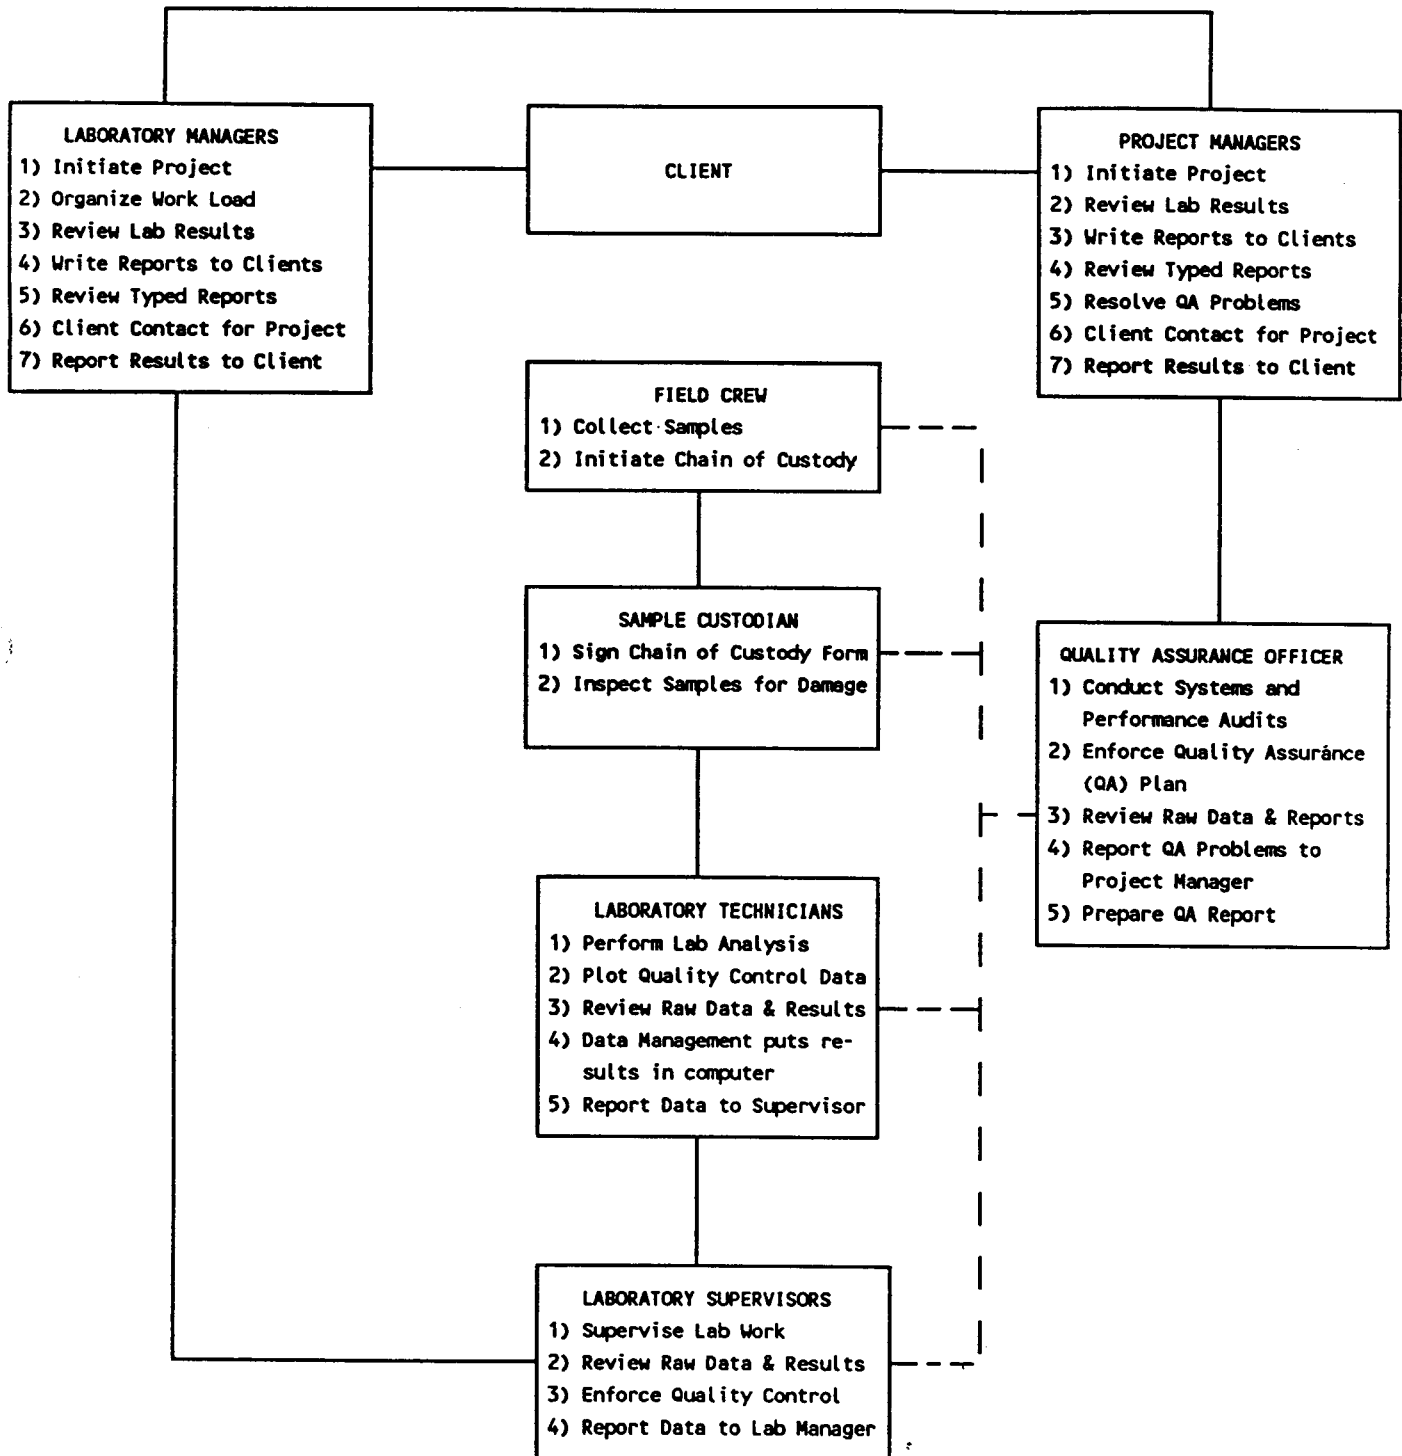 LABORATORY MANAGERS
1) Initiate Project
2) Organize Work Load
3) Review Lab Results
4) Write Reports to Clients
5) Review Typed Reports
6) Client Contact for Project
7) Report Results to Client
CLIENT
PROJECT MANAGERS
1) Initiate Project
2) Review Lab Results
3) Write Reports to Clients
4) Review Typed Reports
5) Resolve QA Problems
6) Client Contact for Project
7) Report Results to Client
FIELD CREW
1) Collect Samples
2) Initiate Chain of Custody
SAMPLE CUSTODIAN
1) Sign Chain of Custody Form
2) Inspect Samples for Damage
QUALITY ASSURANCE OFFICER
1) Conduct Systems and
Performance Audits
2) Enforce Quality Assurance
(QA) Plan
3) Review Raw Data & Reports
4) Report QA Problems to
Project Manager
5) Prepare QA Report
LABORATORY TECHNICIANS
1) Perform Lab Analysis
2) Plot Quality Control Data
3) Review Raw Data & Results
4) Data Management puts re-
sults in computer
5) Report Data to Supervisor
LABORATORY SUPERVISORS
1) Supervise Lab Work
2) Review Raw Data & Results
3) Enforce Quality Control
4) Report Data to Lab Manager